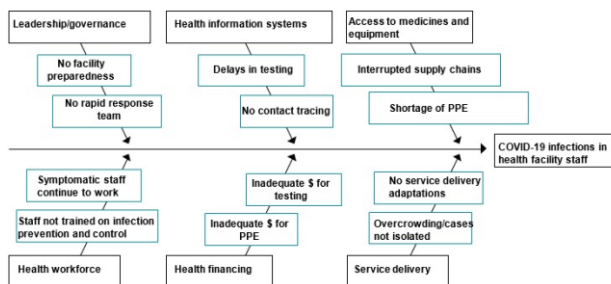 Leadership/governance
Health information systems
Access to medicines and
equipment
No facility
preparedness
Delays in testing
Interrupted supply chains
No rapid response
team
No contact tracing
Shortage of PPE
COVID-19 infections in
health facility staff
Symptomatic staff
continue to work
Inadequate $ for
testing
No service delivery
adaptations
Staff not trained on infection
prevention and control
Inadequate $ for
PPE
Overcrowding/cases
not isolated
Health workforce
Health financing
Service delivery